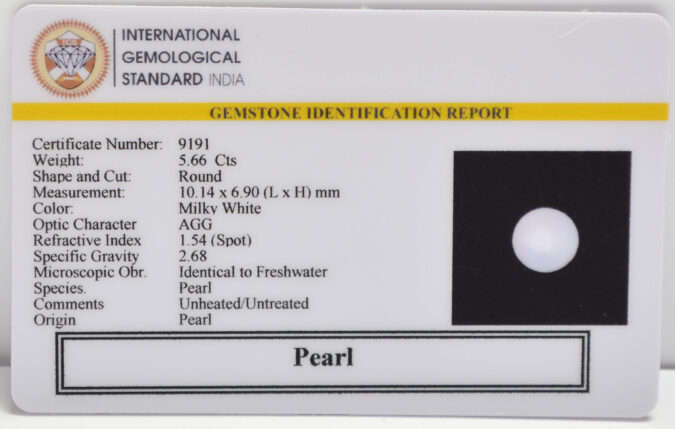 IGS
INTERNATIONAL
GEMOLOGICAL
STANDARD INDIA
GEMSTONE IDENTIFICATION REPORT
Certificate Number: 9191
Weight: 5.66 Cts
Shape and Cut: Round
Measurement: 10.14 x 6.90 (L x H) mm
Color: Milky White
Optic Character AGG
Refractive Index 1.54 (Spot)
Specific Gravity 2.68
Microscopic Obr. Identical to Freshwater
Species. Pearl
Comments Unheated/Untreated
Origin Pearl
Pearl